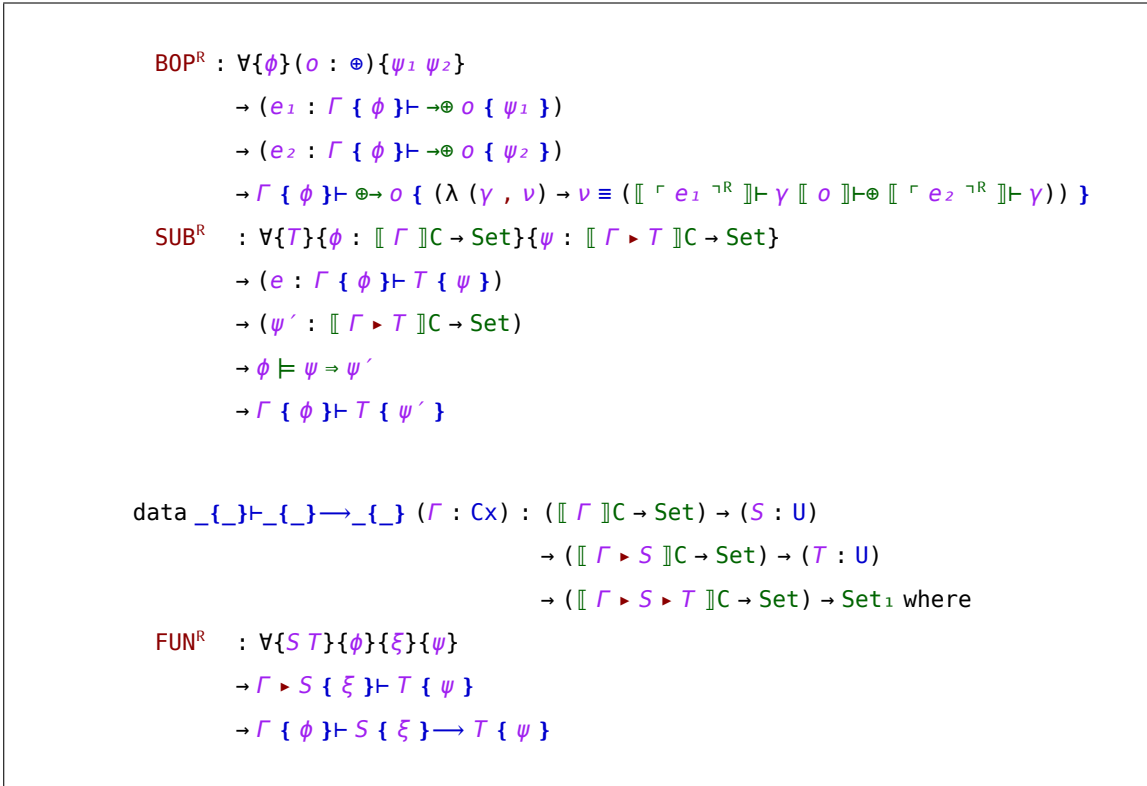 BOPᴿ : ∀{ϕ}(o : ⊕){ψ₁ ψ₂}
→ (e₁ : Γ { ϕ }⊢ →⊕ o { ψ₁ })
→ (e₂ : Γ { ϕ }⊢ →⊕ o { ψ₂ })
→ Γ { ϕ }⊢ ⊕→ o { (λ (γ , ν) → ν ≡ (⟦ ⌜ e₁ ⌝ᴿ ⟧⊢ γ ⟦ o ⟧⊢⊕ ⟦ ⌜ e₂ ⌝ᴿ ⟧⊢ γ)) }
SUBᴿ : ∀{T}{ϕ : ⟦ Γ ⟧C → Set}{ψ : ⟦ Γ ▸ T ⟧C → Set}
→ (e : Γ { ϕ }⊢ T { ψ })
→ (ψ′ : ⟦ Γ ▸ T ⟧C → Set)
→ ϕ ⊨ ψ ⇒ ψ′
→ Γ { ϕ }⊢ T { ψ′ }
data _{_}⊢_{_}⟶_{_} (Γ : Cx) : (⟦ Γ ⟧C → Set) → (S : U)
→ (⟦ Γ ▸ S ⟧C → Set) → (T : U)
→ (⟦ Γ ▸ S ▸ T ⟧C → Set) → Set₁ where
FUNᴿ : ∀{S T}{ϕ}{ξ}{ψ}
→ Γ ▸ S { ξ }⊢ T { ψ }
→ Γ { ϕ }⊢ S { ξ }⟶ T { ψ }